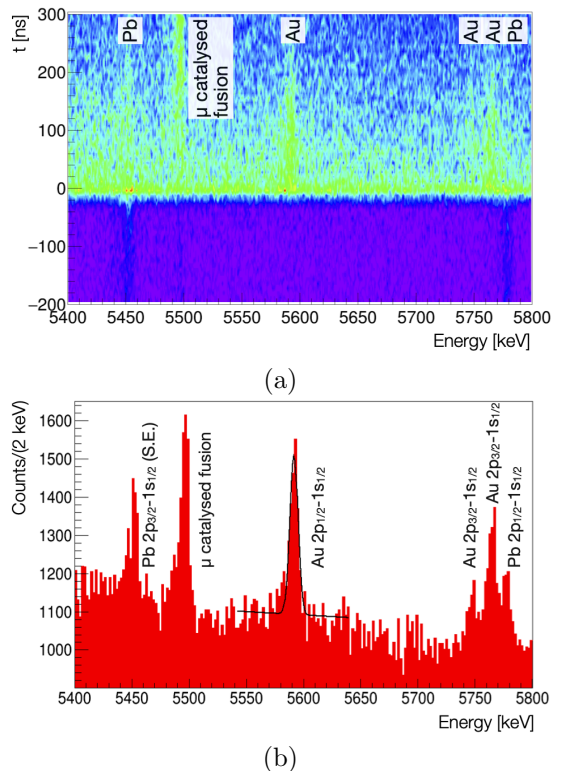 t [ns]
300
200
100
0
−100
−200
Pb
μ catalysed
fusion
Au
Au
Au
5400 5450 5500 5550 5600 5650 5700 5750 5800
Energy [keV]
(a)
Counts/(2 keV)
1600
1500
1400
1300
1200
1100
1000
Pb 2p3/2-1s1/2 (S.E.)
μ catalysed fusion
Au 2p1/2-1s1/2
Au 2p3/2-1s1/2
Au 2p3/2-1s1/2
Pb 2p1/2-1s1/2
5400 5450 5500 5550 5600 5650 5700 5750 5800
Energy [keV]
(b)